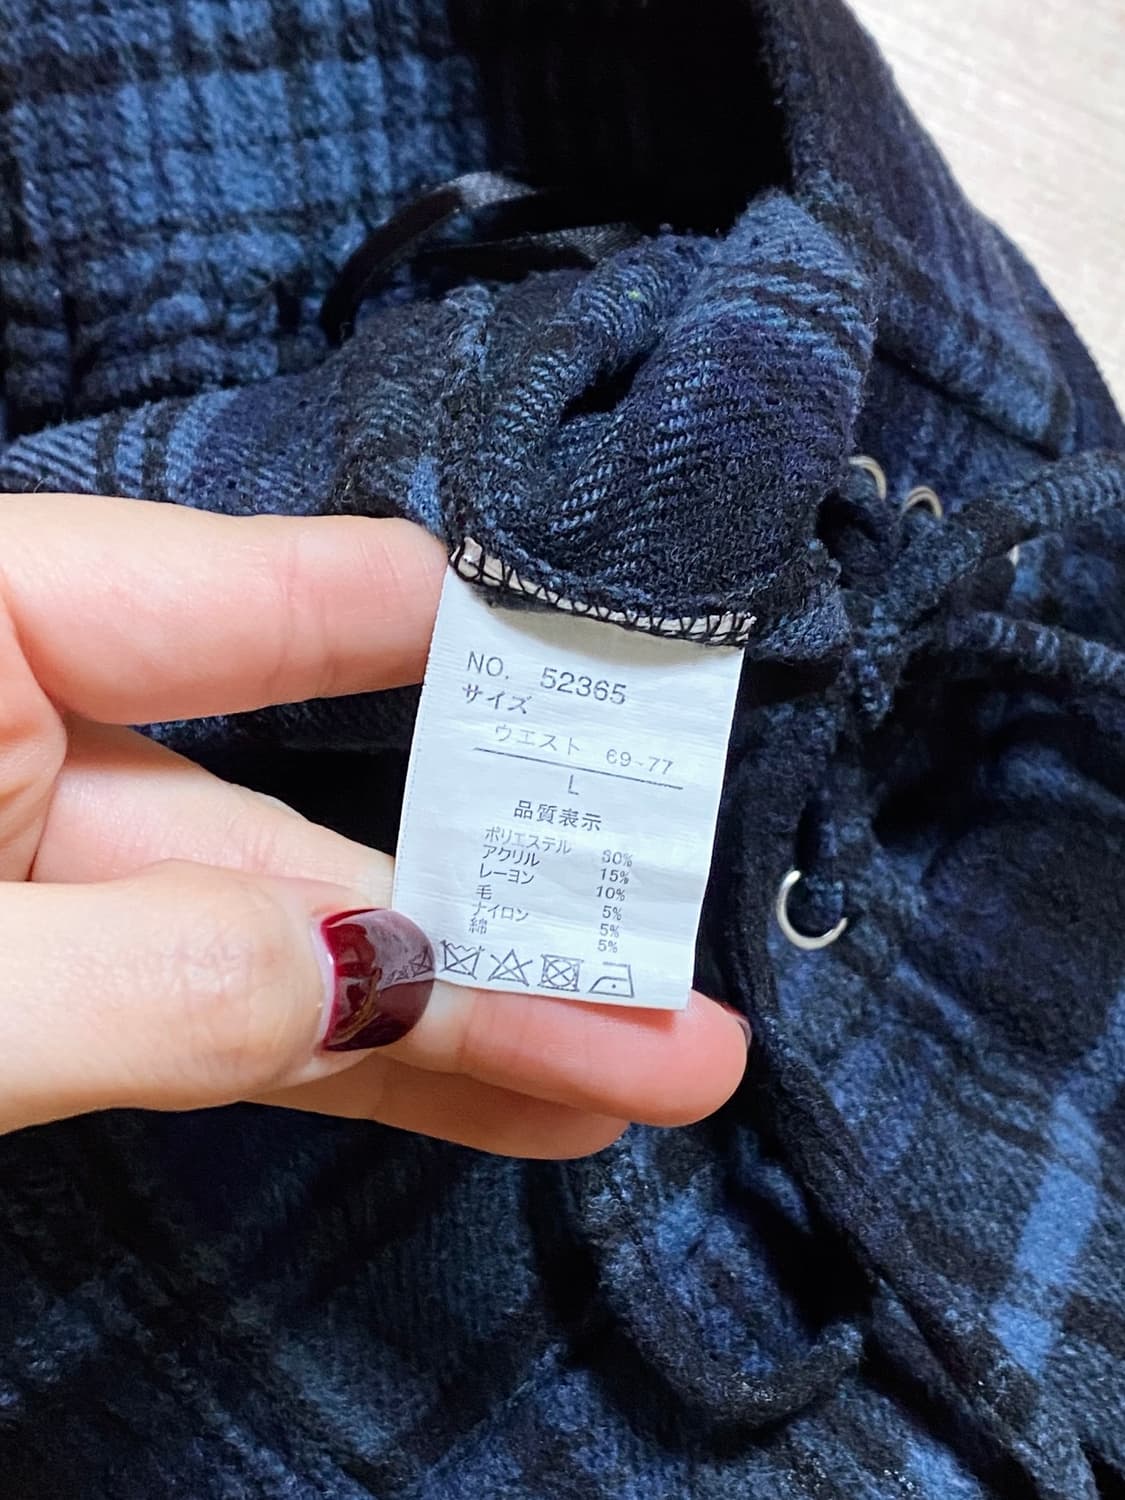 NO. 52365
サイズ
ウエスト 69-77
L
品質表示
ポリエステル 60%
アクリル 15%
レーヨン 10%
毛 5%
ナイロン 5%
綿 5%